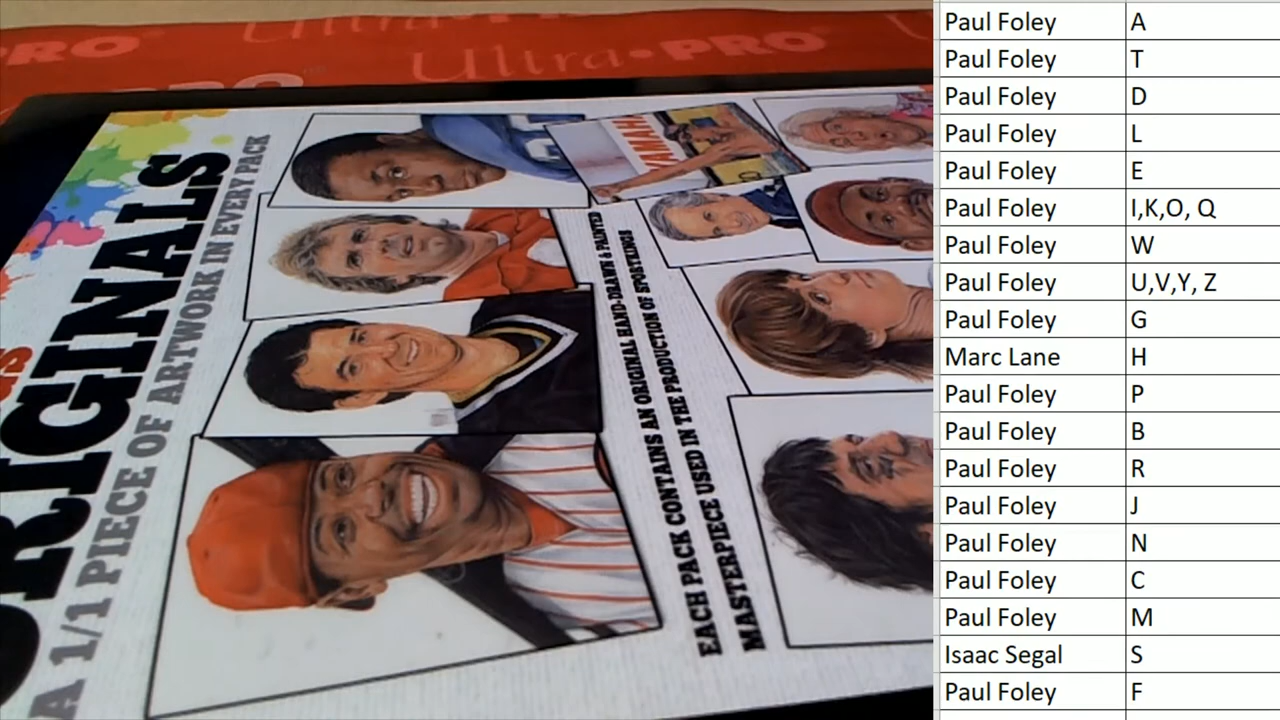 PRO
Ultra
Ultra•PRO
PRO
ORIGINALS
A 1/1 PIECE OF ARTWORK IN EVERY PACK
YAMAHA
EACH PACK CONTAINS AN ORIGINAL HAND-DRAWN & PAINTED
MASTERPIECE USED IN THE PRODUCTION OF SPORTKINGS
Paul Foley A
Paul Foley T
Paul Foley D
Paul Foley L
Paul Foley E
Paul Foley I,K,O, Q
Paul Foley W
Paul Foley U,V,Y, Z
Paul Foley G
Marc Lane H
Paul Foley P
Paul Foley B
Paul Foley R
Paul Foley J
Paul Foley N
Paul Foley C
Paul Foley M
Isaac Segal S
Paul Foley F